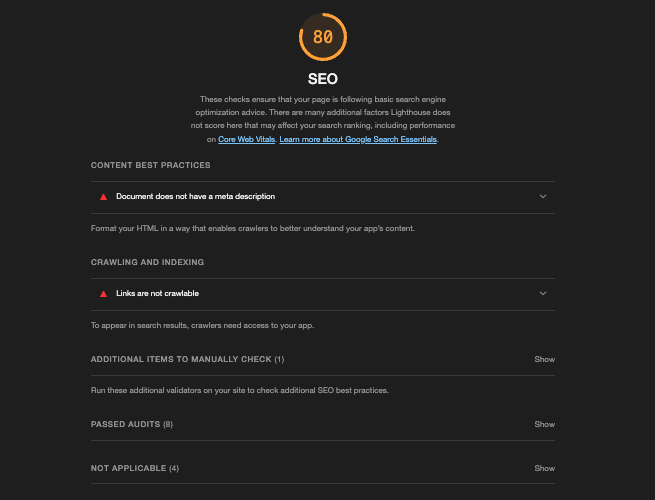 80
SEO
These checks ensure that your page is following basic search engine
optimization advice. There are many additional factors Lighthouse does
not score here that may affect your search ranking, including performance
on Core Web Vitals. Learn more about Google Search Essentials.
CONTENT BEST PRACTICES
Document does not have a meta description
Format your HTML in a way that enables crawlers to better understand your app's content.
CRAWLING AND INDEXING
Links are not crawlable
To appear in search results, crawlers need access to your app.
ADDITIONAL ITEMS TO MANUALLY CHECK (1) Show
Run these additional validators on your site to check additional SEO best practices.
PASSED AUDITS (8) Show
NOT APPLICABLE (4) Show